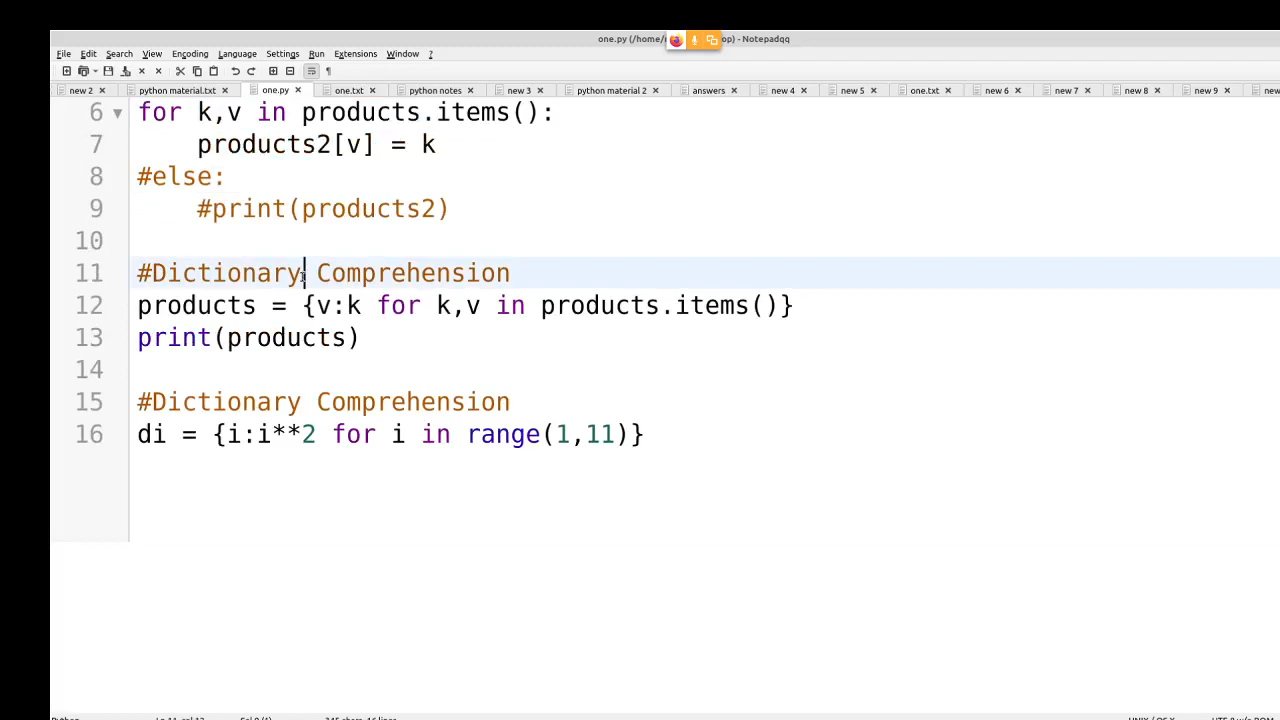 one.py (/home/ op) - Notepadqq
File Edit Search View Encoding Language Settings Run Extensions Window ?
new 2 python material.txt one.py one.txt python notes new 3 python material 2 answers new 4 new 5 one.txt new 6 new 7 new 8 new 9 new
6 for k,v in products.items():
7 products2[v] = k
8 #else:
9 #print(products2)
10
11 #Dictionary Comprehension
12 products = {v:k for k,v in products.items()}
13 print(products)
14
15 #Dictionary Comprehension
16 di = {i:i**2 for i in range(1,11)}